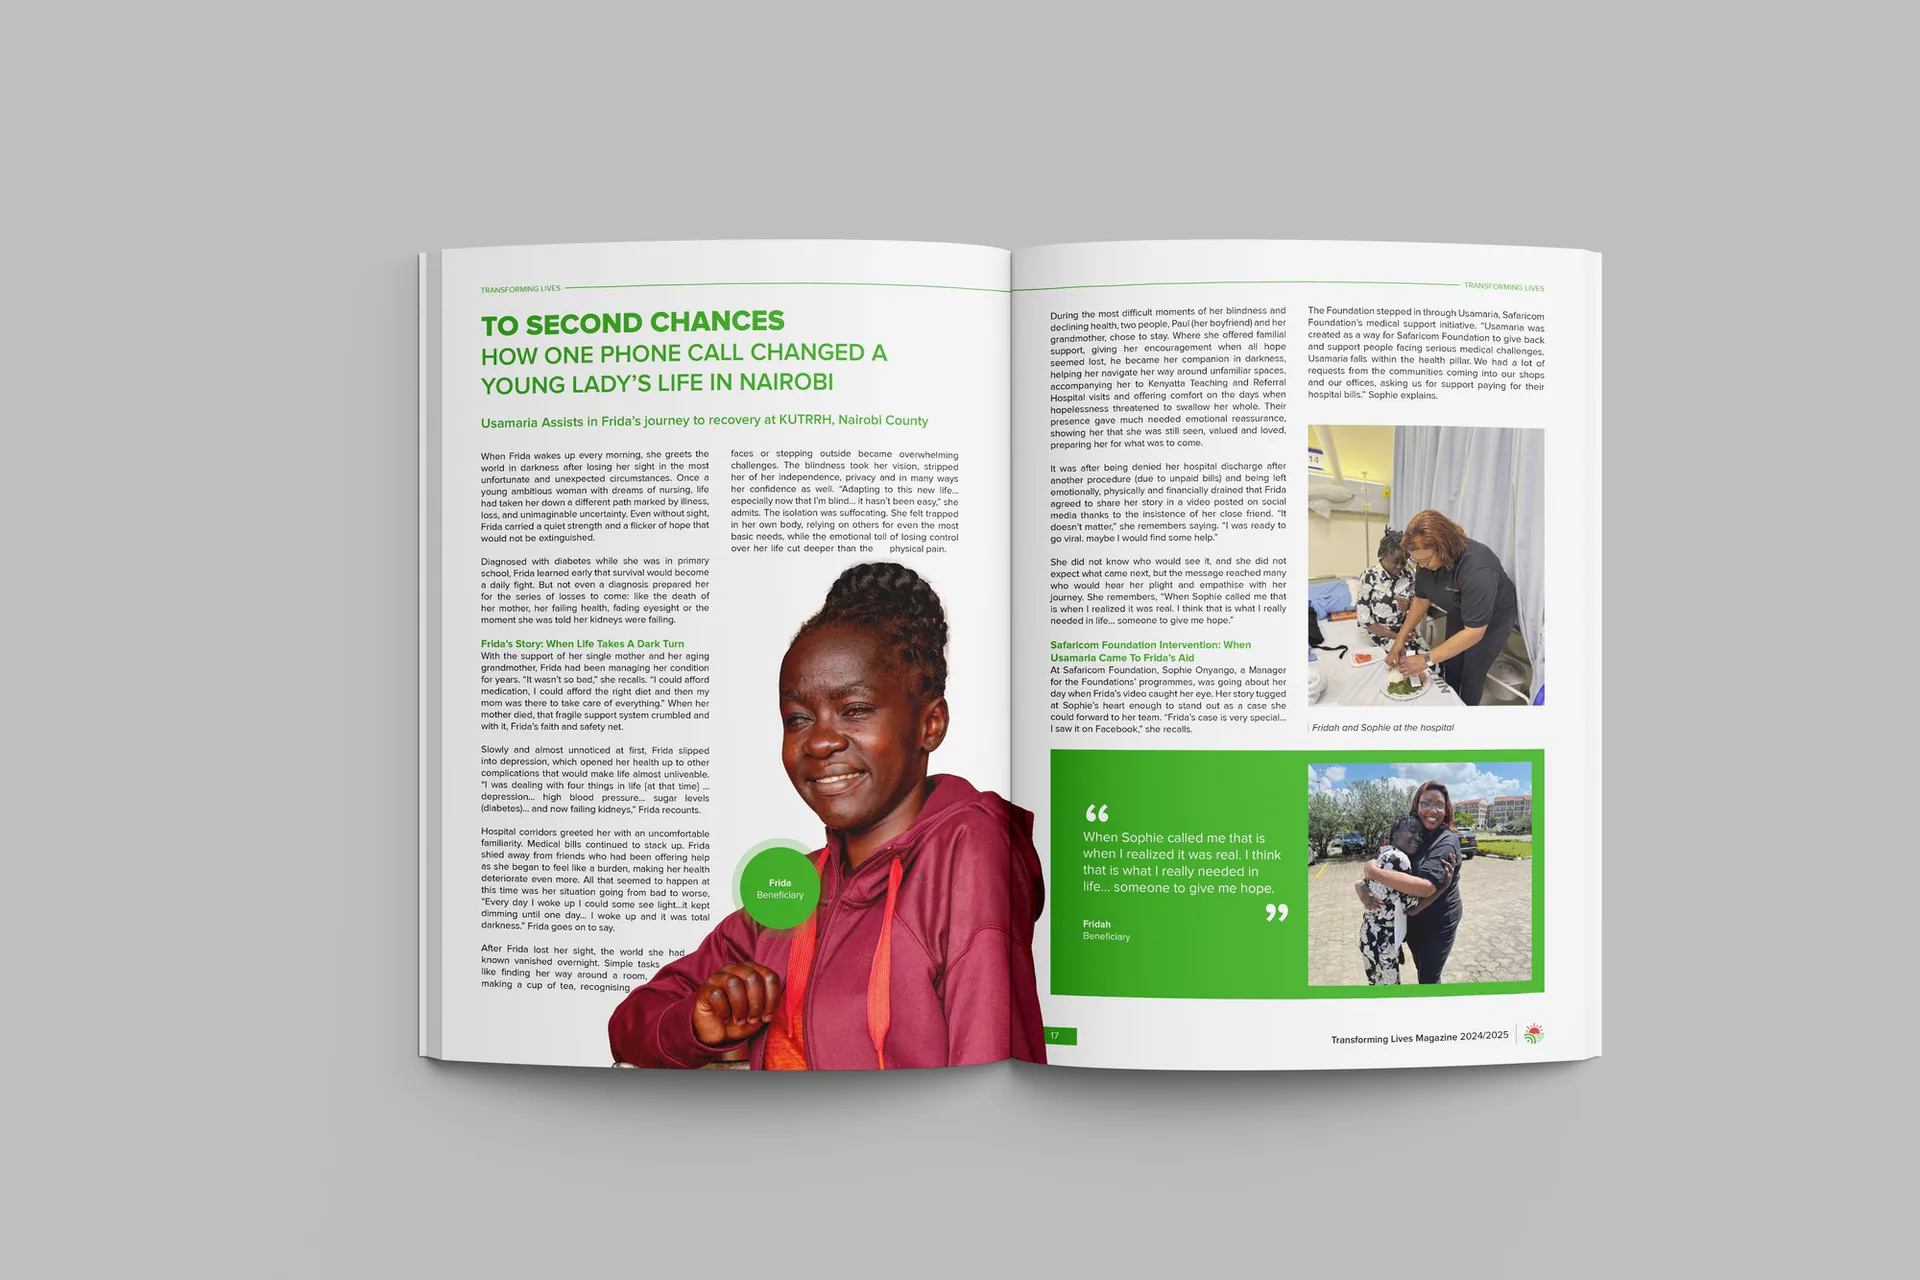 TRANSFORMING LIVES
TO SECOND CHANCES
HOW ONE PHONE CALL CHANGED A
YOUNG LADY'S LIFE IN NAIROBI
Usamaria Assists in Frida's journey to recovery at KUTRRH, Nairobi County
When Frida wakes up every morning, she greets the
world in darkness after losing her sight in the most
unfortunate and unexpected circumstances. Once a
young ambitious woman with dreams of nursing, life
had taken her down a different path marked by illness,
loss, and unimaginable uncertainty. Even without sight,
Frida carried a quiet strength and a flicker of hope that
would not be extinguished.
Diagnosed with diabetes while she was in primary
school, Frida learned early that survival would become
a daily fight. But not even a diagnosis prepared her
for the series of losses to come: like the death of
her mother, her failing health, fading eyesight or the
moment she was told her kidneys were failing.
Frida's Story: When Life Takes A Dark Turn
With the support of her single mother and her aging
grandmother, Frida had been managing her condition
for years. "It wasn't so bad," she recalls. "I could afford
medication, I could afford the right diet and then my
mom was there to take care of everything." When her
mother died, that fragile support system crumbled and
with it, Frida's faith and safety net.
Slowly and almost unnoticed at first, Frida slipped
into depression, which opened her health up to other
complications that would make life almost unliveable.
"I was dealing with four things in life [at that time] ...
depression... high blood pressure... sugar levels
(diabetes)... and now failing kidneys," Frida recounts.
Hospital corridors greeted her with an uncomfortable
familiarity. Medical bills continued to stack up. Frida
shied away from friends who had been offering help
as she began to feel like a burden, making her health
deteriorate even more. All that seemed to happen at
this time was her situation going from bad to worse,
"Every day I woke up I could some see light...it kept
dimming until one day... I woke up and it was total
darkness." Frida goes on to say.
After Frida lost her sight, the world she had
known vanished overnight. Simple tasks
like finding her way around a room,
making a cup of tea, recognising
faces or stepping outside became overwhelming
challenges. The blindness took her vision, stripped
her of her independence, privacy and in many ways
her confidence as well. "Adapting to this new life...
especially now that I'm blind... it hasn't been easy," she
admits. The isolation was suffocating. She felt trapped
in her own body, relying on others for even the most
basic needs, while the emotional toll of losing control
over her life cut deeper than the physical pain.
Frida
Beneficiary
TRANSFORMING LIVES
During the most difficult moments of her blindness and
declining health, two people, Paul (her boyfriend) and her
grandmother, chose to stay. Where she offered familial
support, giving her encouragement when all hope
seemed lost, he became her companion in darkness,
helping her navigate her way around unfamiliar spaces,
accompanying her to Kenyatta Teaching and Referral
Hospital visits and offering comfort on the days when
hopelessness threatened to swallow her whole. Their
presence gave much needed emotional reassurance,
showing her that she was still seen, valued and loved,
preparing her for what was to come.
It was after being denied her hospital discharge after
another procedure (due to unpaid bills) and being left
emotionally, physically and financially drained that Frida
agreed to share her story in a video posted on social
media thanks to the insistence of her close friend. "It
doesn't matter," she remembers saying. "I was ready to
go viral. maybe I would find some help."
She did not know who would see it, and she did not
expect what came next, but the message reached many
who would hear her plight and empathise with her
journey. She remembers, "When Sophie called me that
is when I realized it was real. I think that is what I really
needed in life... someone to give me hope."
Safaricom Foundation Intervention: When
Usamaria Came To Frida's Aid
At Safaricom Foundation, Sophie Onyango, a Manager
for the Foundations' programmes, was going about her
day when Frida's video caught her eye. Her story tugged
at Sophie's heart enough to stand out as a case she
could forward to her team. "Frida's case is very special...
I saw it on Facebook," she recalls.
The Foundation stepped in through Usamaria, Safaricom
Foundation's medical support initiative. "Usamaria was
created as a way for Safaricom Foundation to give back
and support people facing serious medical challenges.
Usamaria falls within the health pillar. We had a lot of
requests from the communities coming into our shops
and our offices, asking us for support paying for their
hospital bills." Sophie explains.
14
Fridah and Sophie at the hospital
“
When Sophie called me that is
when I realized it was real. I think
that is what I really needed in
life... someone to give me hope.
”
Fridah
Beneficiary
17
Transforming Lives Magazine 2024/2025